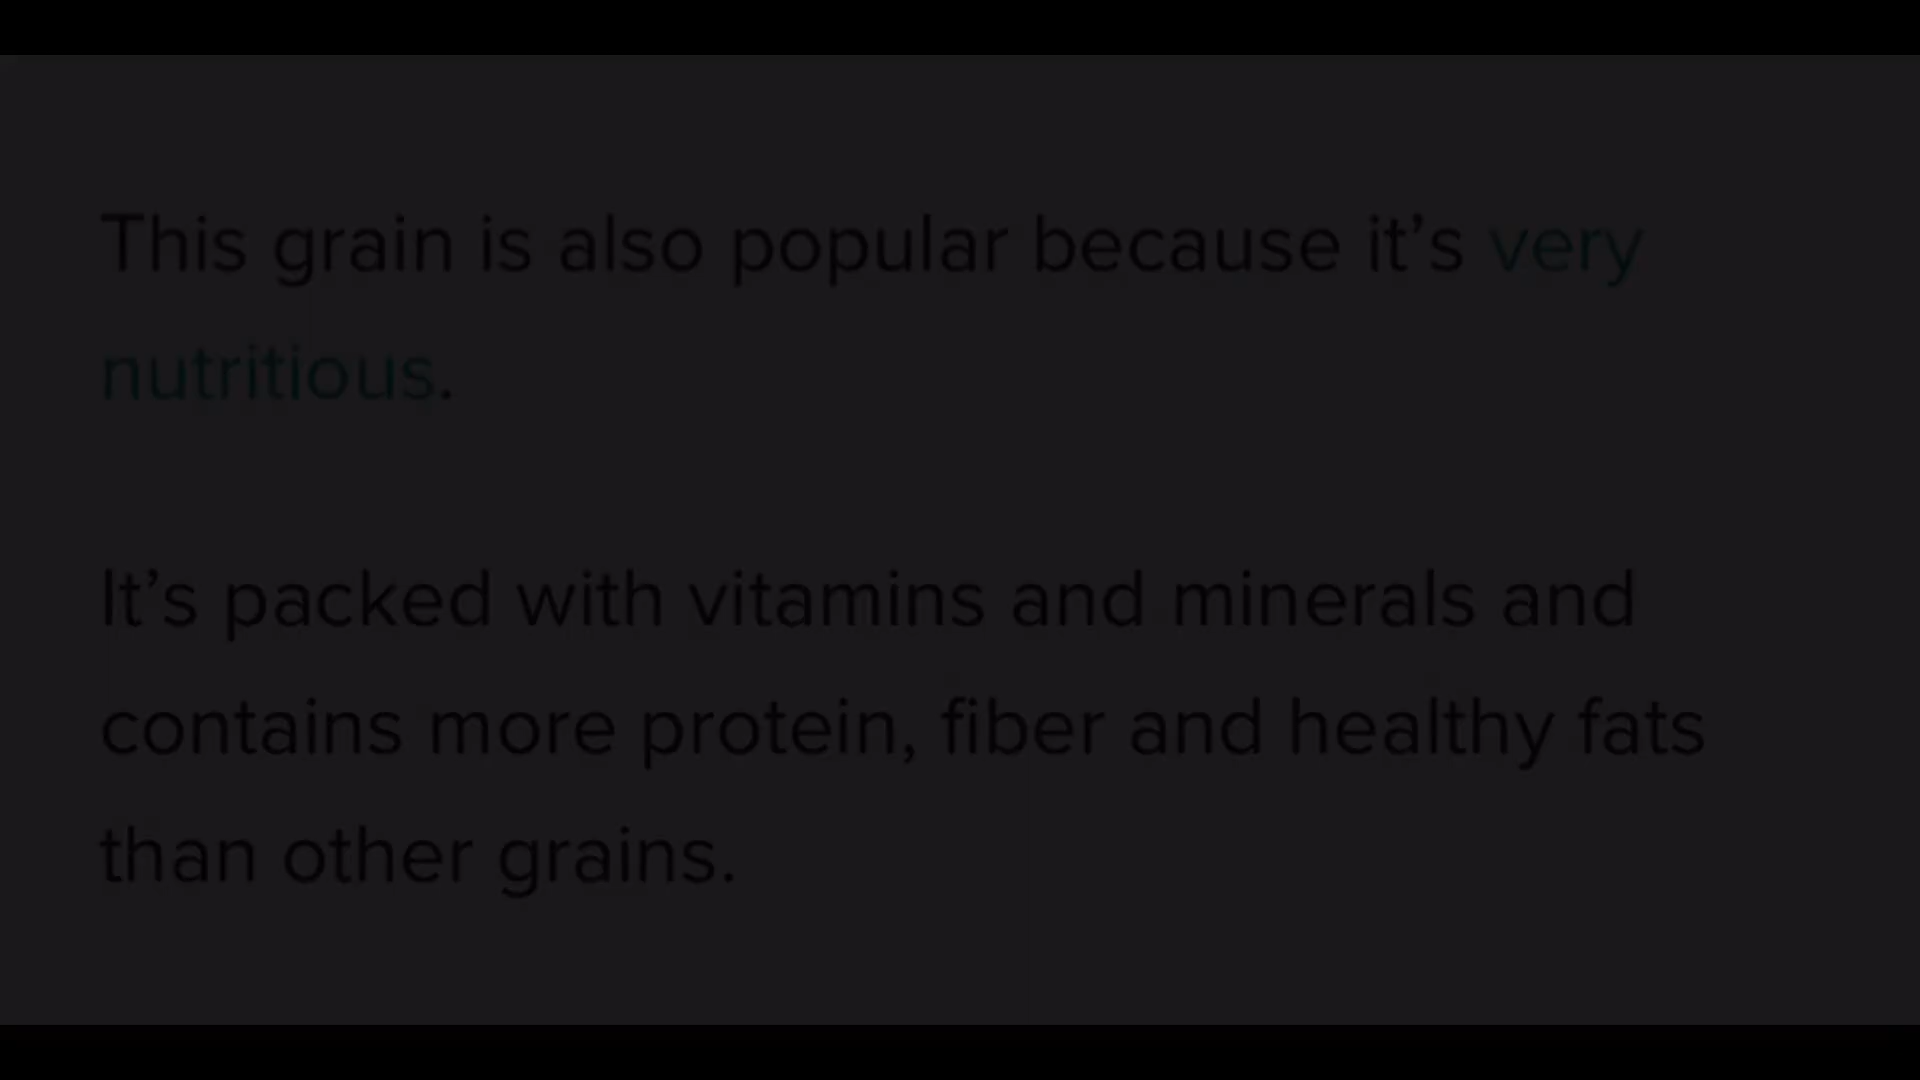 This grain is also popular because it’s very
nutritious.
It’s packed with vitamins and minerals and
contains more protein, fiber and healthy fats
than other grains.